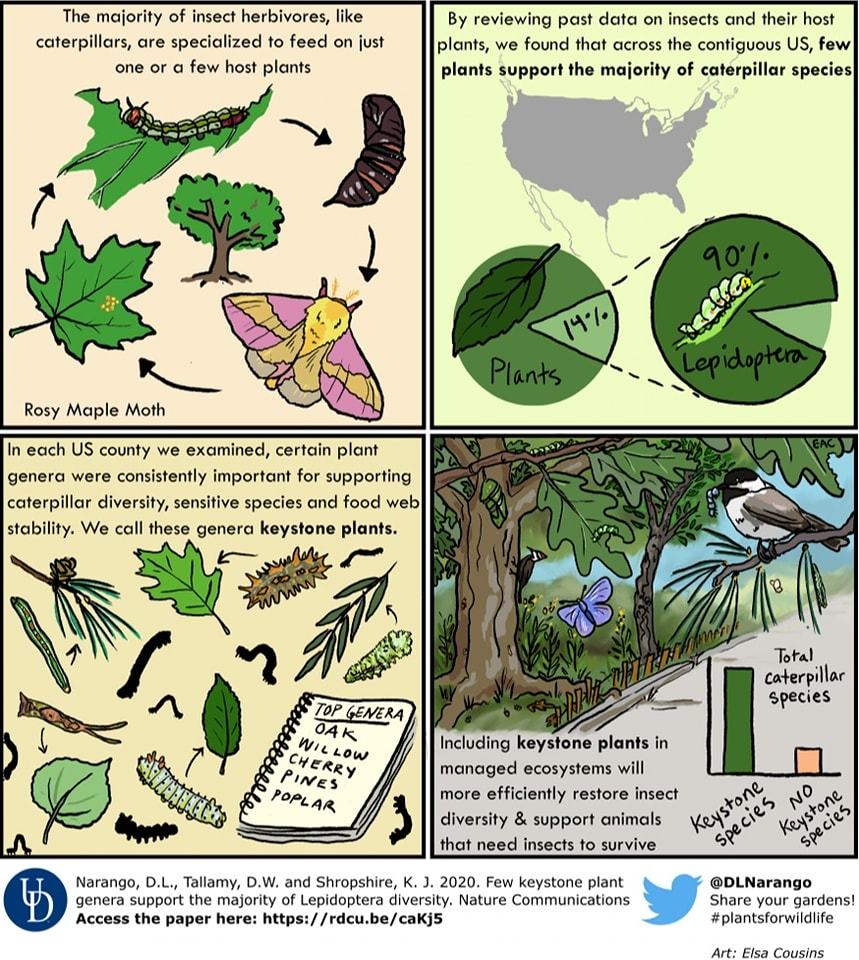 The majority of insect herbivores, like
caterpillars, are specialized to feed on just
one or a few host plants
Rosy Maple Moth
By reviewing past data on insects and their host
plants, we found that across the contiguous US, few
plants support the majority of caterpillar species
14%
Plants
90%
Lepidoptera
In each US county we examined, certain plant
genera were consistently important for supporting
caterpillar diversity, sensitive species and food web
stability. We call these genera keystone plants.
TOP GENERA
OAK
WILLOW
CHERRY
PINES
POPLAR
EAC
Total
caterpillar
species
Keystone
species
NO
Keystone
species
Including keystone plants in
managed ecosystems will
more efficiently restore insect
diversity & support animals
that need insects to survive
UD
Narango, D.L., Tallamy, D.W. and Shropshire, K. J. 2020. Few keystone plant
genera support the majority of Lepidoptera diversity. Nature Communications
Access the paper here: https://rdcu.be/caKj5
@DLNarango
Share your gardens!
#plantsforwildlife
Art: Elsa Cousins